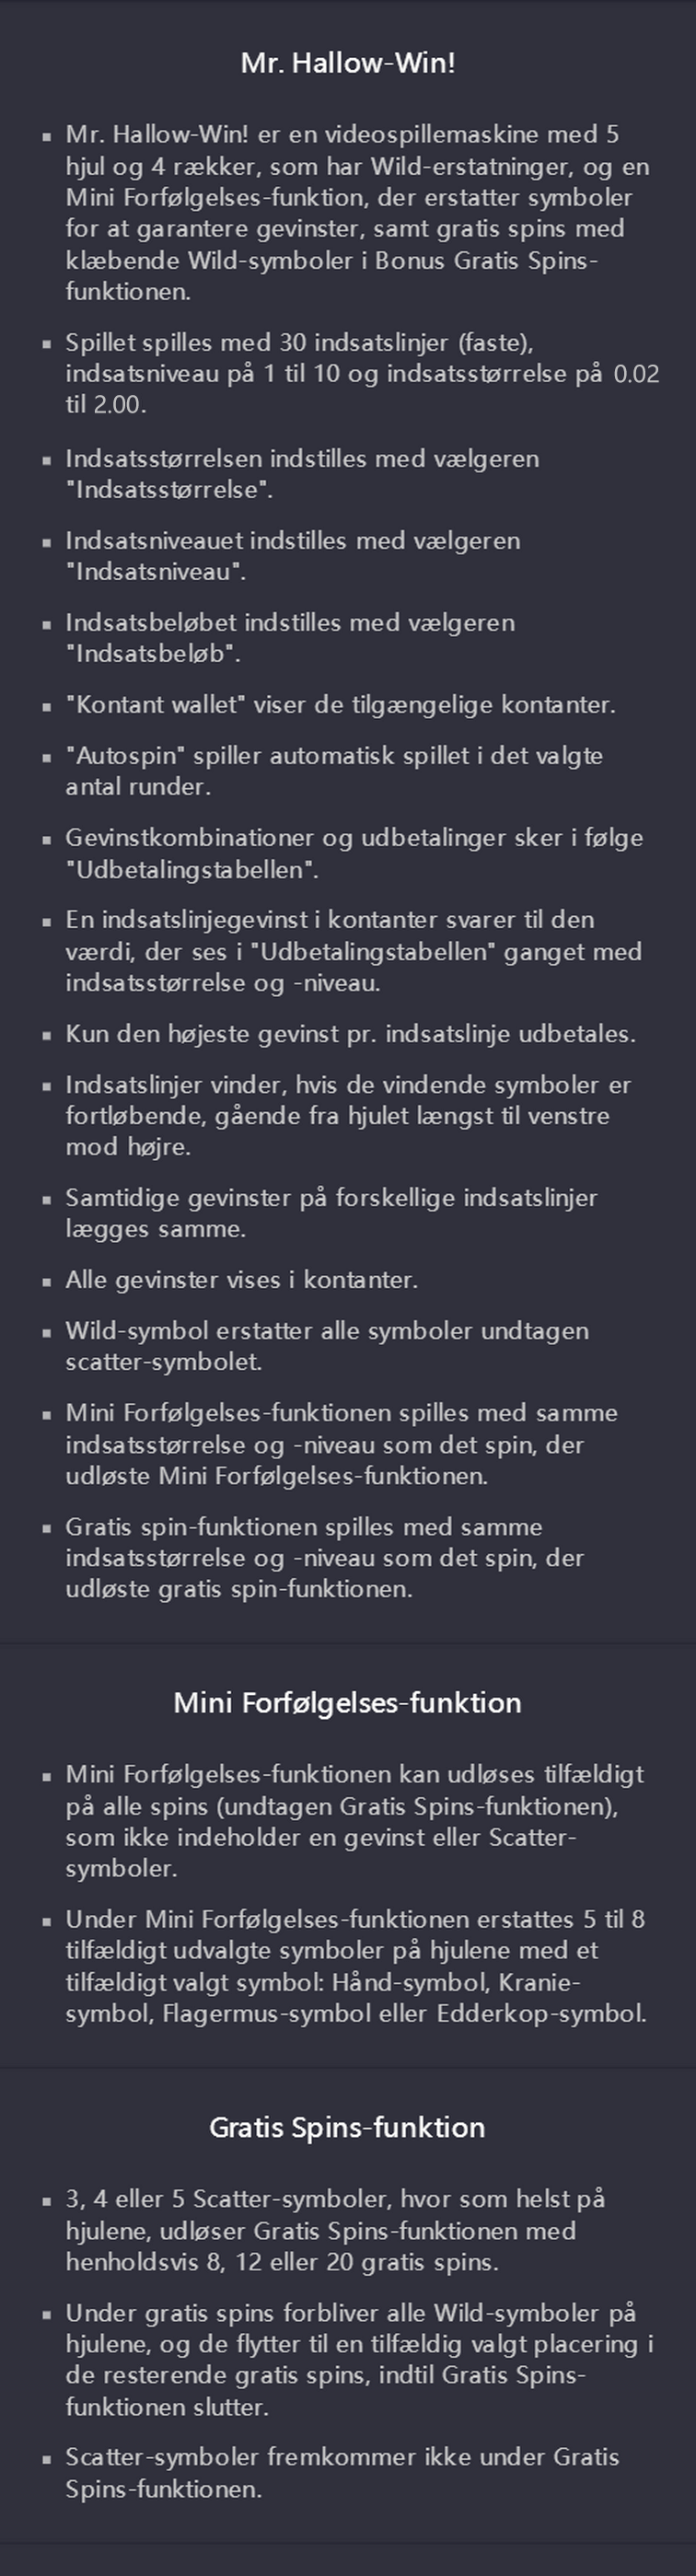 Mr. Hallow-Win!
▪ Mr. Hallow-Win! er en videospillemaskine med 5
hjul og 4 rækker, som har Wild-erstatninger, og en
Mini Forfølgelses-funktion, der erstatter symboler
for at garantere gevinster, samt gratis spins med
klæbende Wild-symboler i Bonus Gratis Spins-
funktionen.
▪ Spillet spilles med 30 indsatslinjer (faste),
indsatsniveau på 1 til 10 og indsatsstørrelse på 0.02
til 2.00.
▪ Indsatsstørrelsen indstilles med vælgeren
"Indsatsstørrelse".
▪ Indsatsniveauet indstilles med vælgeren
"Indsatsniveau".
▪ Indsatsbeløbet indstilles med vælgeren
"Indsatsbeløb".
▪ "Kontant wallet" viser de tilgængelige kontanter.
▪ "Autospin" spiller automatisk spillet i det valgte
antal runder.
▪ Gevinstkombinationer og udbetalinger sker i følge
"Udbetalingstabellen".
▪ En indsatslinjegevinst i kontanter svarer til den
værdi, der ses i "Udbetalingstabellen" ganget med
indsatsstørrelse og -niveau.
▪ Kun den højeste gevinst pr. indsatslinje udbetales.
▪ Indsatslinjer vinder, hvis de vindende symboler er
fortløbende, gående fra hjulet længst til venstre
mod højre.
▪ Samtidige gevinster på forskellige indsatslinjer
lægges samme.
▪ Alle gevinster vises i kontanter.
▪ Wild-symbol erstatter alle symboler undtagen
scatter-symbolet.
▪ Mini Forfølgelses-funktionen spilles med samme
indsatsstørrelse og -niveau som det spin, der
udløste Mini Forfølgelses-funktionen.
▪ Gratis spin-funktionen spilles med samme
indsatsstørrelse og -niveau som det spin, der
udløste gratis spin-funktionen.
Mini Forfølgelses-funktion
▪ Mini Forfølgelses-funktionen kan udløses tilfældigt
på alle spins (undtagen Gratis Spins-funktionen),
som ikke indeholder en gevinst eller Scatter-
symboler.
▪ Under Mini Forfølgelses-funktionen erstattes 5 til 8
tilfældigt udvalgte symboler på hjulene med et
tilfældigt valgt symbol: Hånd-symbol, Kranie-
symbol, Flagermus-symbol eller Edderkop-symbol.
Gratis Spins-funktion
▪ 3, 4 eller 5 Scatter-symboler, hvor som helst på
hjulene, udløser Gratis Spins-funktionen med
henholdsvis 8, 12 eller 20 gratis spins.
▪ Under gratis spins forbliver alle Wild-symboler på
hjulene, og de flytter til en tilfældig valgt placering i
de resterende gratis spins, indtil Gratis Spins-
funktionen slutter.
▪ Scatter-symboler fremkommer ikke under Gratis
Spins-funktionen.